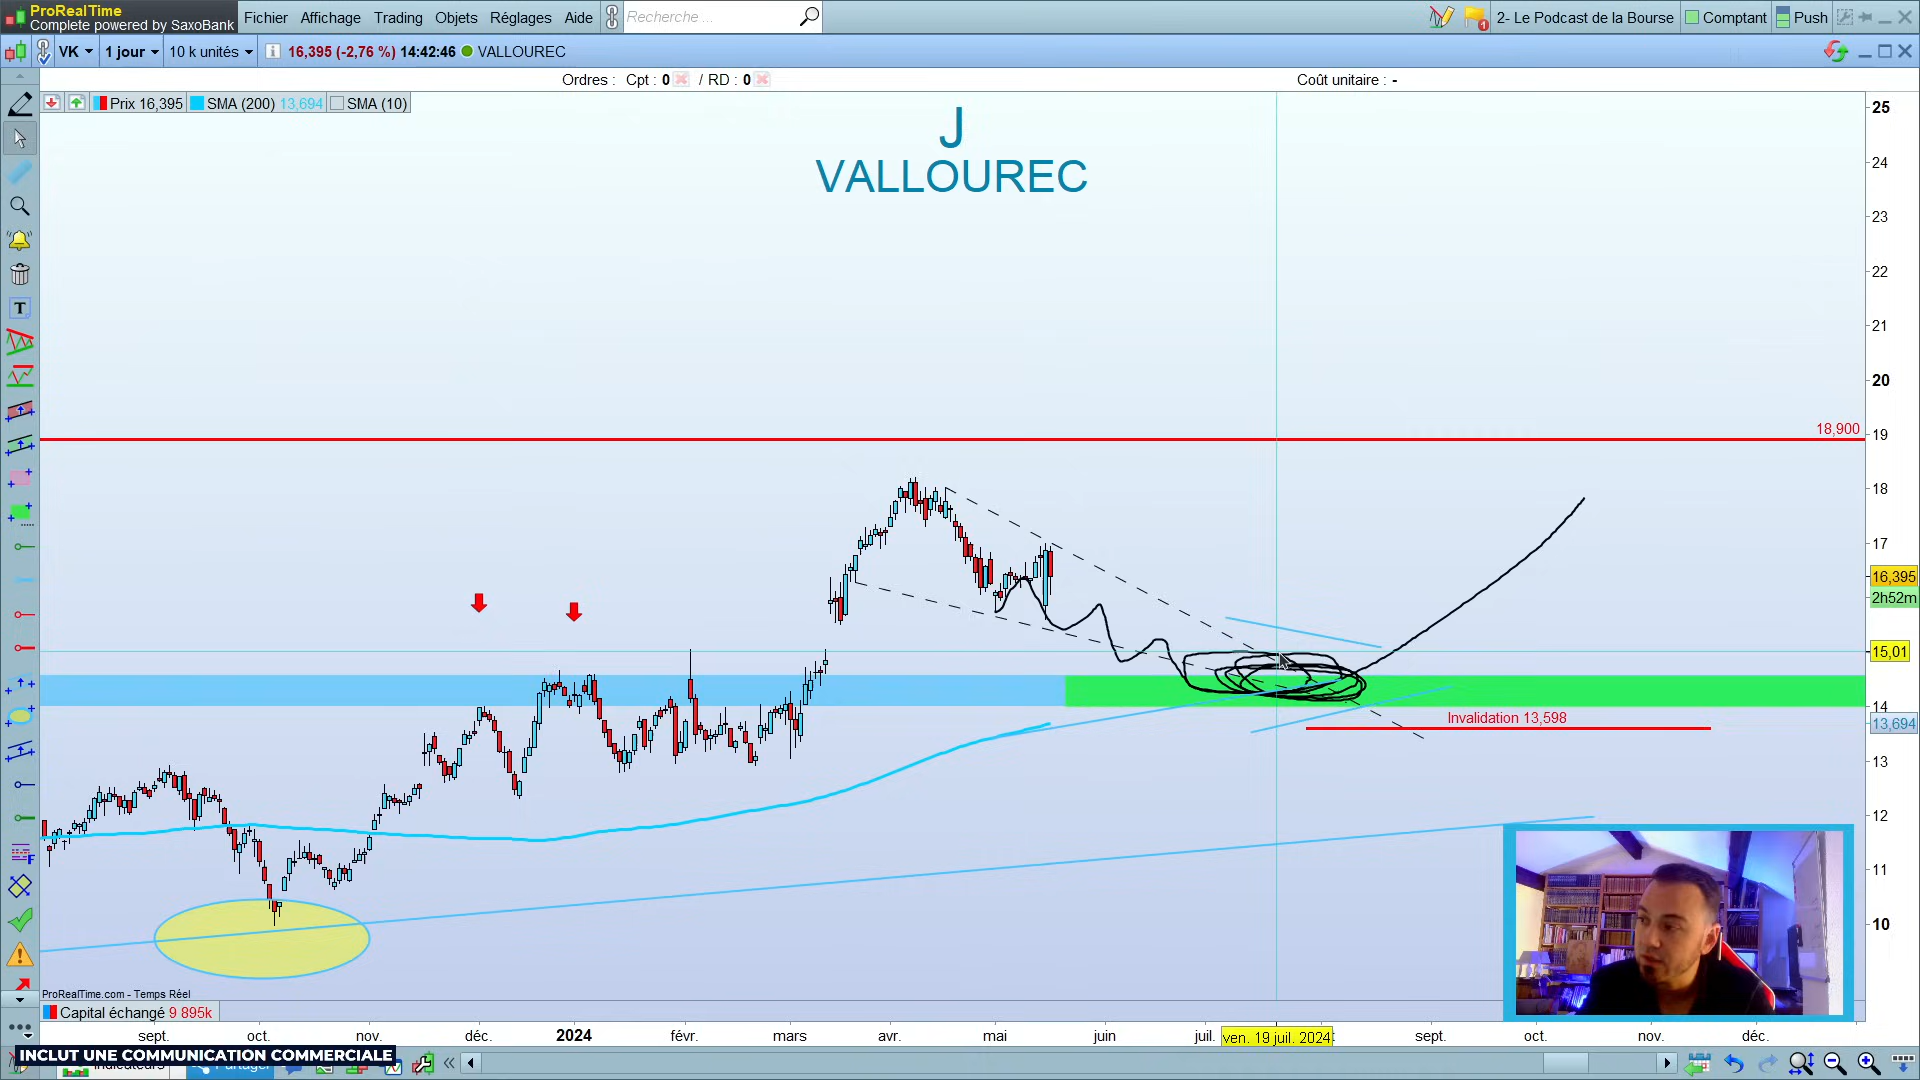 ProRealTime
Complete powered by SaxoBank
Fichier Affichage Trading Objets Réglages Aide
Recherche ...
1
2- Le Podcast de la Bourse
Comptant
Push
VK 1 jour 10 k unités
16,395 (-2,76 %) 14:42:46 VALLOUREC
Ordres : Cpt : 0 / RD : 0
Coût unitaire : -
Prix 16,395 SMA (200) 13,694 SMA (10)
J
VALLOUREC
25
24
23
22
21
20
18,900
19
18
17
16,395
2h52m
15,01
14
Invalidation 13,598
13,694
13
12
11
10
T
F
ProRealTime.com - Temps Réel
Capital échangé 9 895k
sept. oct. nov. déc. 2024 févr. mars avr. mai juin juil. ven. 19 juil. 2024 sept. oct. nov. déc.
INCLUT UNE COMMUNICATION COMMERCIALE